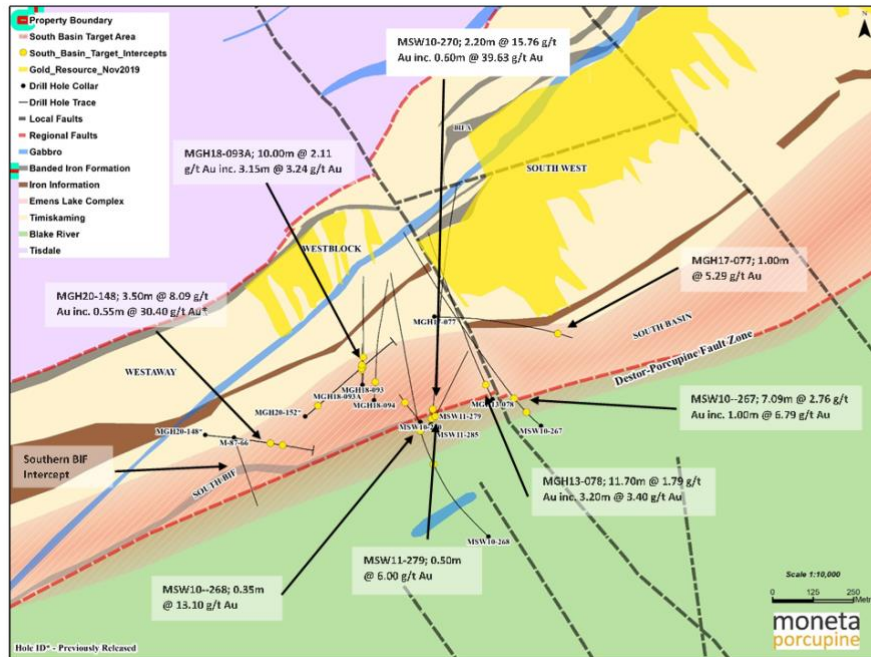 Property Boundary
South Basin Target Area
South_Basin_Target_Intercepts
Gold_Resource_Nov2019
Drill Hole Collar
Drill Hole Trace
Local Faults
Regional Faults
Gabbro
Banded Iron Formation
Iron Information
Emens Lake Complex
Timiskaming
Blake River
Tisdale
N
MSW10-270; 2.20m @ 15.76 g/t
Au inc. 0.60m @ 39.63 g/t Au
MGH18-093A; 10.00m @ 2.11
g/t Au inc. 3.15m @ 3.24 g/t Au
SOUTH WEST
WESTBLOCK
MGH17-077; 1.00m
@ 5.29 g/t Au
MGH20-148; 3.50m @ 8.09 g/t
Au inc. 0.55m @ 30.40 g/t Au*
MGH17-077
SOUTH BASIN
Destor-Porcupine Fault Zone
WESTAWAY
MGH18-093
MGH18-093A
MGH18-094
MGH20-152*
MGH13-078
MSW11-279
MSW11-285
MSW10-267
MSW10--267; 7.09m @ 2.76 g/t
Au inc. 1.00m @ 6.79 g/t Au
MGH20-148*
M-87-66
Southern BIF
Intercept
SOUTH BIF
MGH13-078; 11.70m @ 1.79 g/t
Au inc. 3.20m @ 3.40 g/t Au
MSW10-268
MSW11-279; 0.50m
@ 6.00 g/t Au
MSW10--268; 0.35m
@ 13.10 g/t Au
Scale 1:10,000
250 125 0
moneta
porcupine
Hole ID* - Previously Released